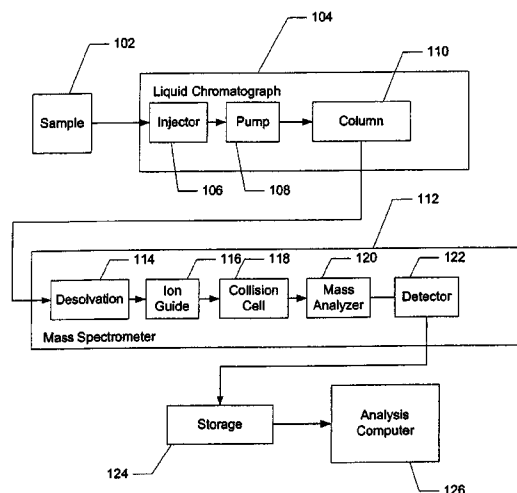 102
104
110
Liquid Chromatograph
Sample
Injector
Pump
Column
106
108
112
114
116
118
120
122
Desolvation
Ion
Guide
Collision
Cell
Mass
Analyzer
Detector
Mass Spectrometer
Storage
Analysis
Computer
124
126